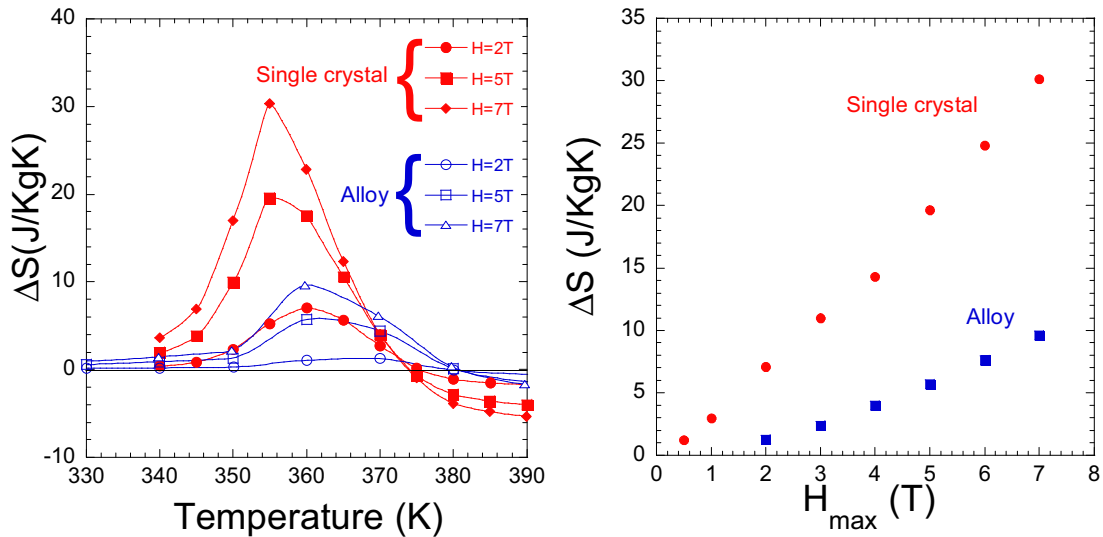 40
30
20
10
0
-10
ΔS(J/KgK)
330 340 350 360 370 380 390
Temperature (K)
Single crystal
H=2T
H=5T
H=7T
Alloy
H=2T
H=5T
H=7T
35
30
25
20
15
10
5
0
ΔS (J/KgK)
0 1 2 3 4 5 6 7 8
Hmax (T)
Single crystal
Alloy